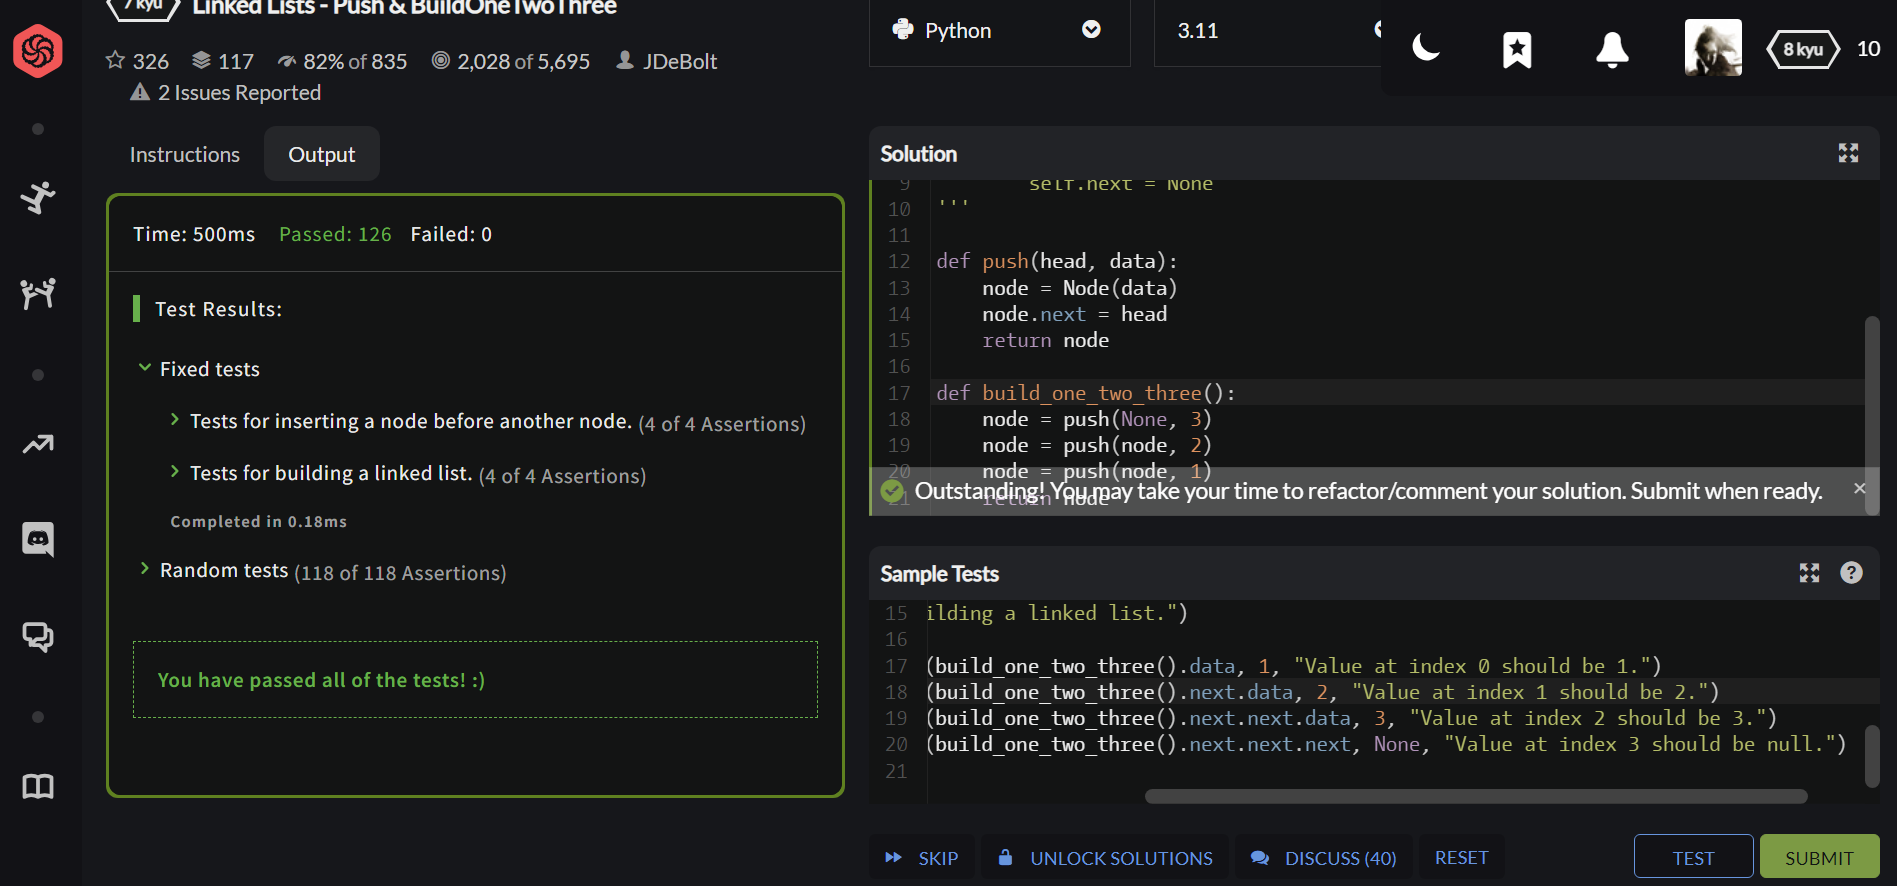 7 kyu
Linked Lists - Push & BuildOneTwoThree
326 117 82% of 835 2,028 of 5,695 JDeBolt
2 Issues Reported
Python
3.11
8 kyu
10
Instructions
Output
Time: 500ms Passed: 126 Failed: 0
Test Results:
Fixed tests
Tests for inserting a node before another node. (4 of 4 Assertions)
Tests for building a linked list. (4 of 4 Assertions)
Completed in 0.18ms
Random tests (118 of 118 Assertions)
You have passed all of the tests! :)
Solution
9 self.next = None
10 '''
11
12 def push(head, data):
13 node = Node(data)
14 node.next = head
15 return node
16
17 def build_one_two_three():
18 node = push(None, 3)
19 node = push(node, 2)
20 node = push(node, 1)
21 return node
Outstanding! You may take your time to refactor/comment your solution. Submit when ready. ×
Sample Tests
?
15 ilding a linked list.")
16
17 (build_one_two_three().data, 1, "Value at index 0 should be 1.")
18 (build_one_two_three().next.data, 2, "Value at index 1 should be 2.")
19 (build_one_two_three().next.next.data, 3, "Value at index 2 should be 3.")
20 (build_one_two_three().next.next.next, None, "Value at index 3 should be null.")
21
SKIP
UNLOCK SOLUTIONS
DISCUSS (40)
RESET
TEST
SUBMIT